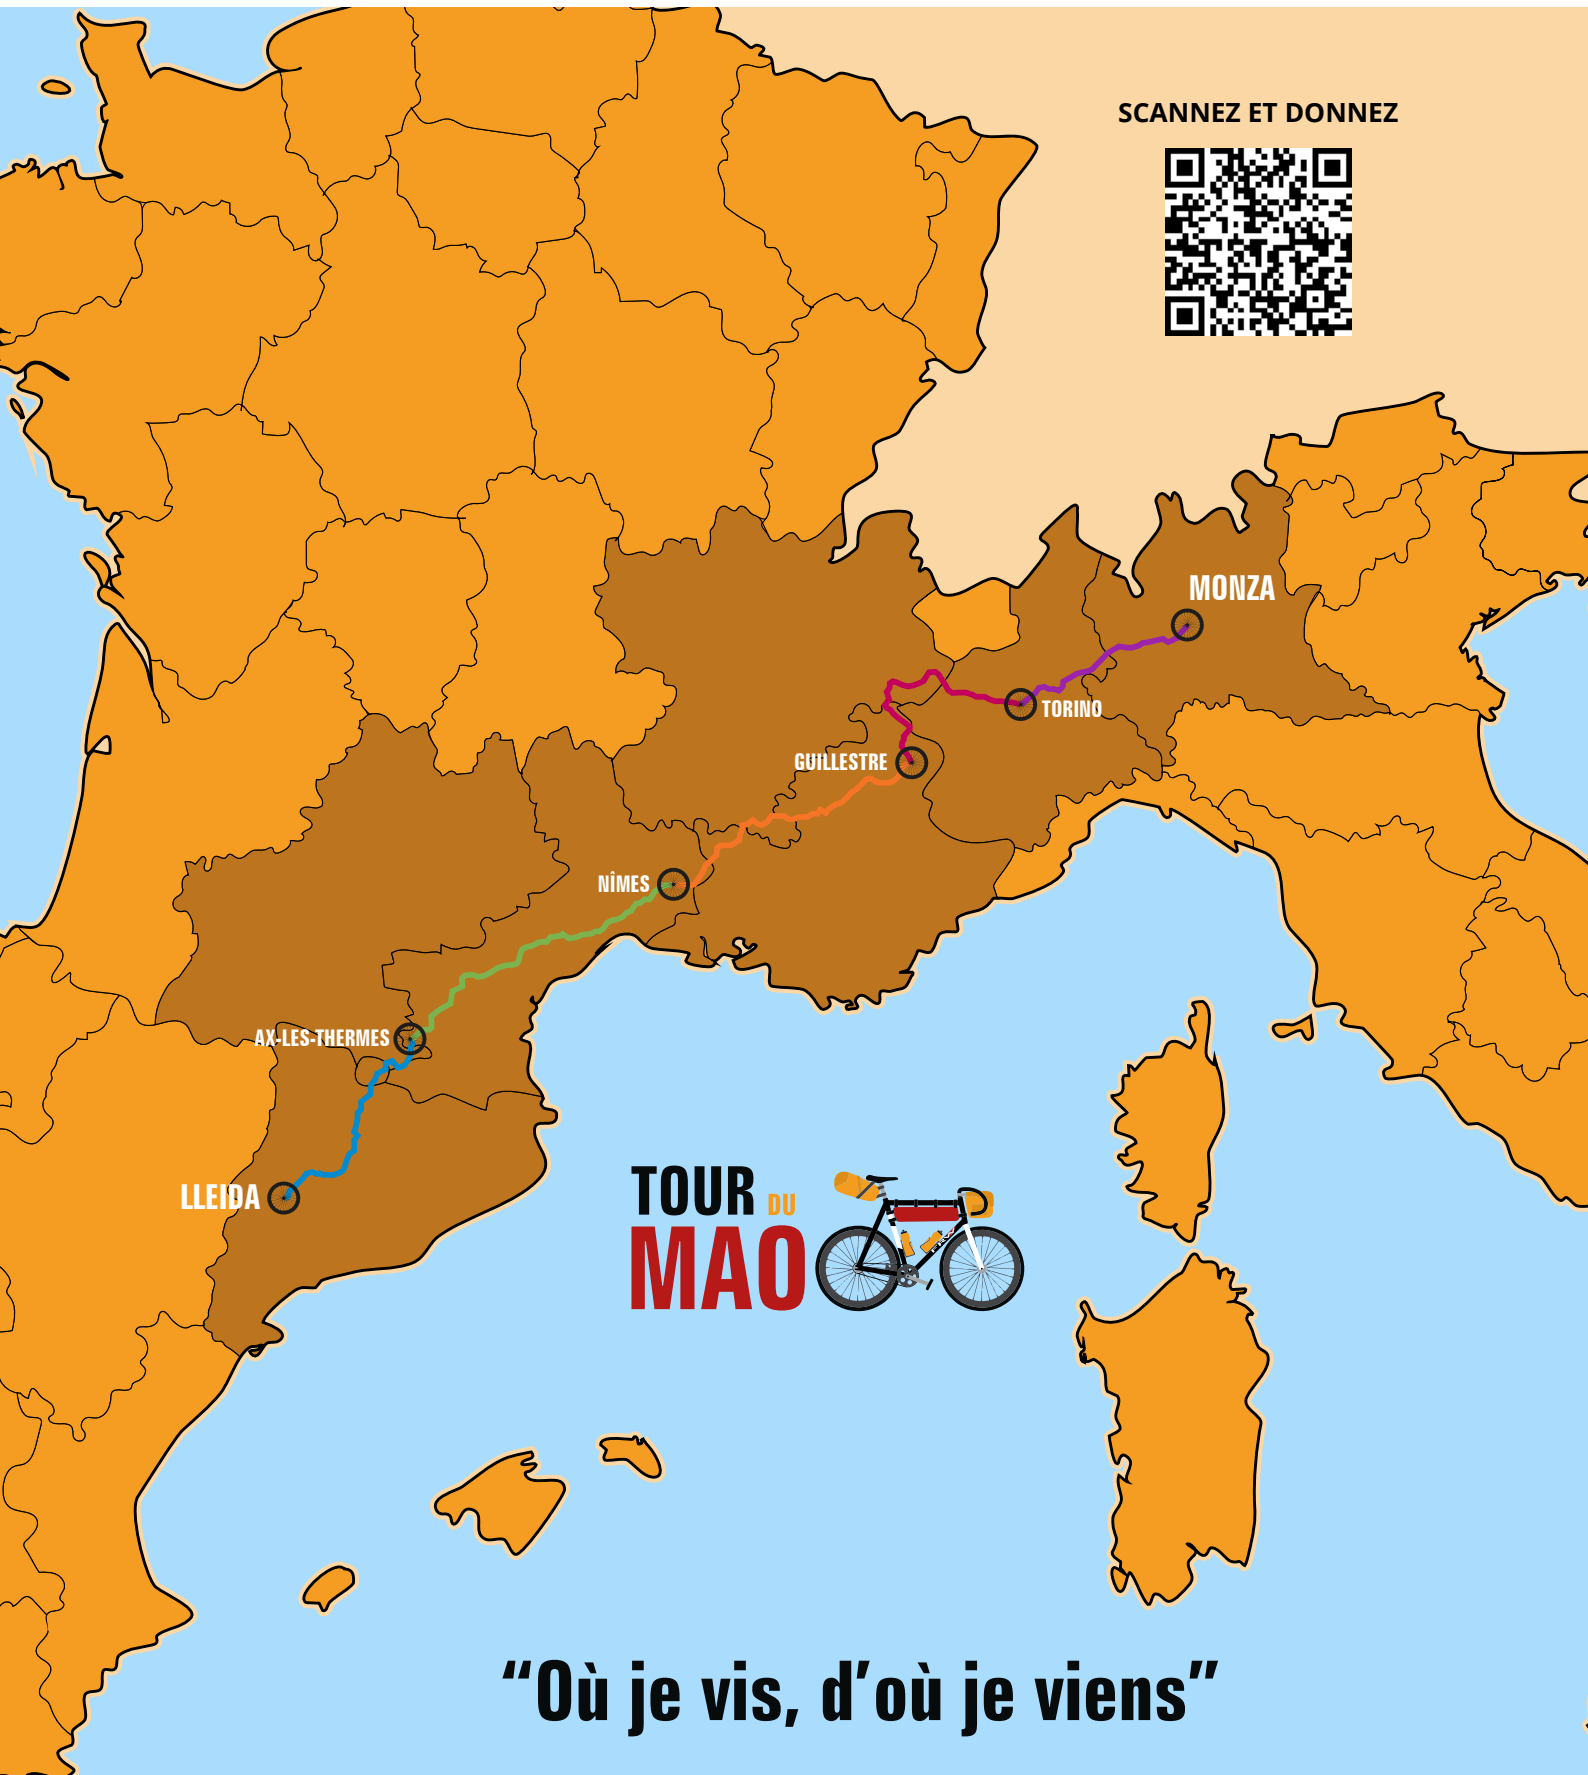 SCANNEZ ET DONNEZ
MONZA
TORINO
GUILLESTRE
NÎMES
AX-LES-THERMES
LLEIDA
TOUR DU
MAO
“Où je vis, d’où je viens”